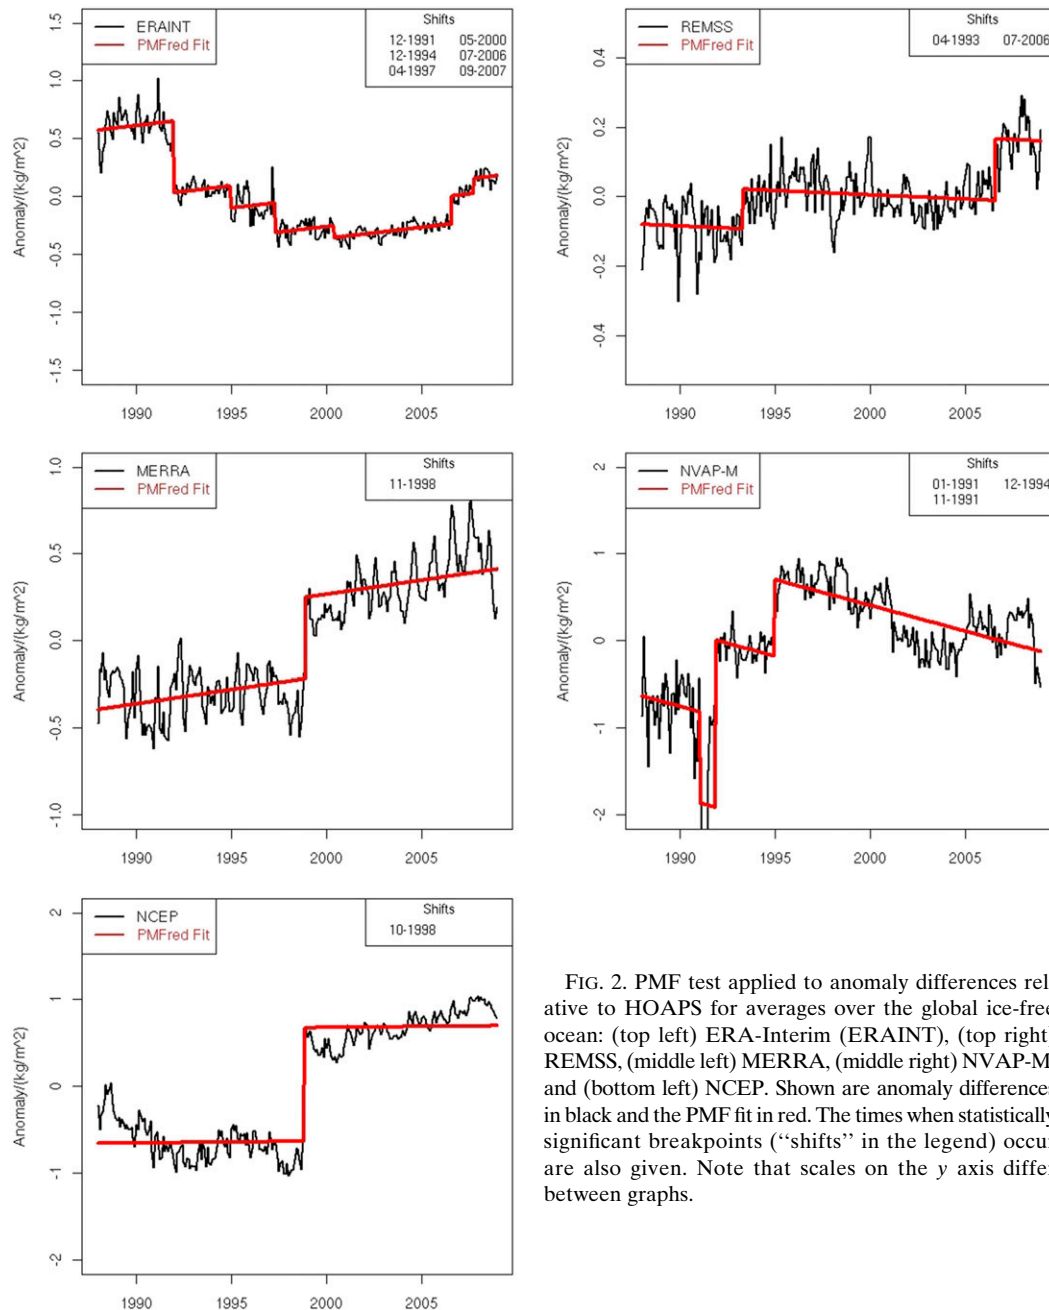 ERAINT
PMFred Fit
Shifts
12-1991 05-2000
12-1994 07-2006
04-1997 09-2007
Anomaly/(kg/m^2)
1.5
1.0
0.5
0.0
-0.5
-1.0
-1.5
1990 1995 2000 2005
REMSS
PMFred Fit
Shifts
04-1993 07-2006
Anomaly/(kg/m^2)
0.4
0.2
0.0
-0.2
-0.4
1990 1995 2000 2005
MERRA
PMFred Fit
Shifts
11-1998
Anomaly/(kg/m^2)
1.0
0.5
0.0
-0.5
-1.0
1990 1995 2000 2005
NVAP-M
PMFred Fit
Shifts
01-1991 12-1994
11-1991
Anomaly/(kg/m^2)
2
1
0
-1
-2
1990 1995 2000 2005
NCEP
PMFred Fit
Shifts
10-1998
Anomaly/(kg/m^2)
2
1
0
-1
-2
1990 1995 2000 2005
FIG. 2. PMF test applied to anomaly differences rel
ative to HOAPS for averages over the global ice-free
ocean: (top left) ERA-Interim (ERAINT), (top right)
REMSS, (middle left) MERRA, (middle right) NVAP-M
and (bottom left) NCEP. Shown are anomaly differences
in black and the PMF fit in red. The times when statistically
significant breakpoints (‘‘shifts’’ in the legend) occur
are also given. Note that scales on the y axis differ
between graphs.